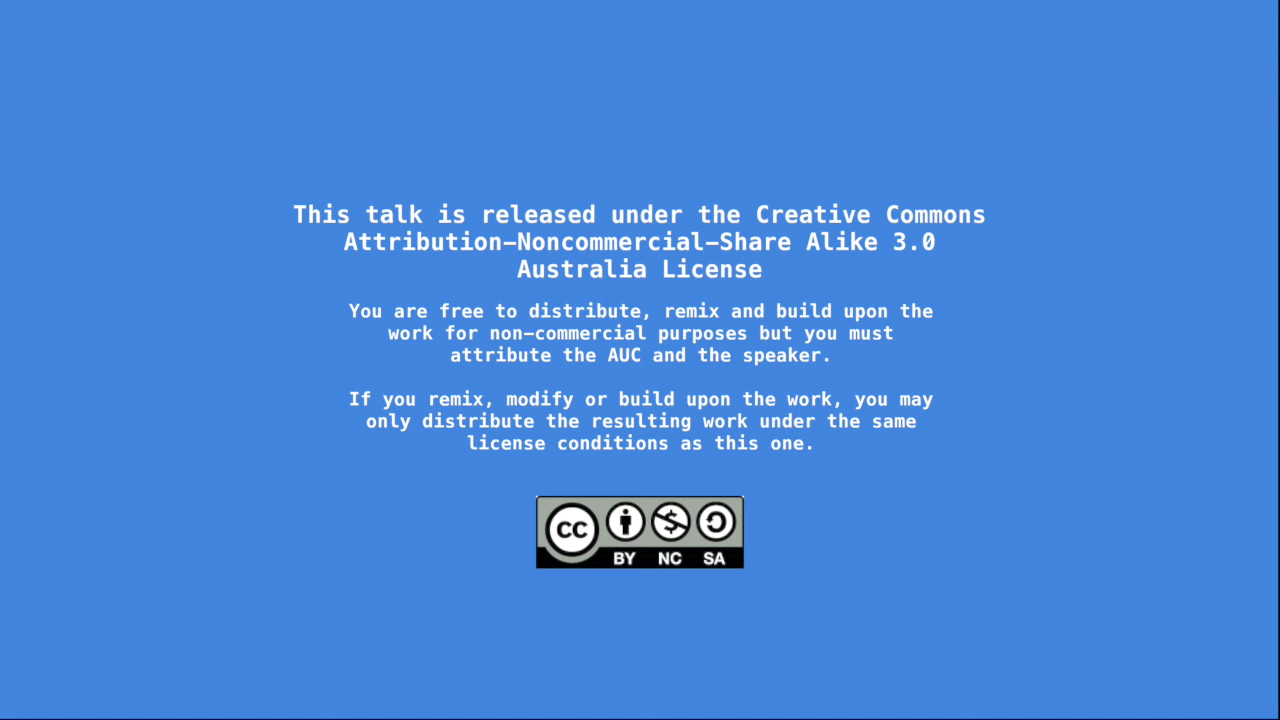 This talk is released under the Creative Commons
Attribution–Noncommercial–Share Alike 3.0
Australia License
You are free to distribute, remix and build upon the
work for non–commercial purposes but you must
attribute the AUC and the speaker.
If you remix, modify or build upon the work, you may
only distribute the resulting work under the same
license conditions as this one.
CC
BY NC SA